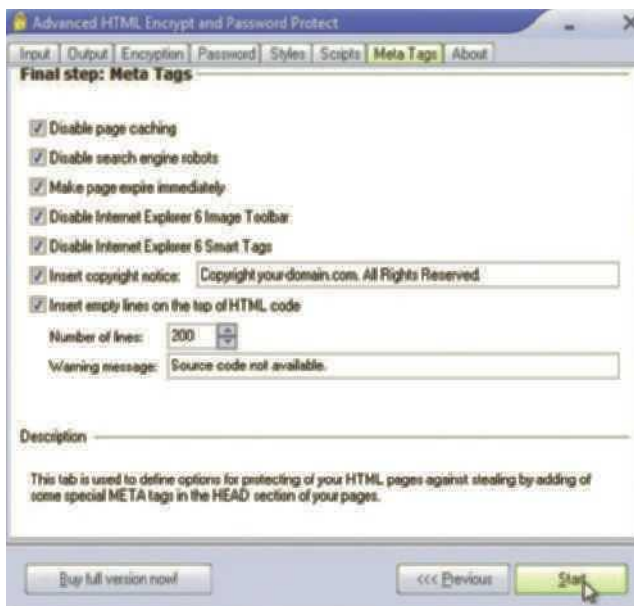 Advanced HTML Encrypt and Password Protect
Input Output Encryption Password Styles Scripts Meta Tags About
Final step: Meta Tags
Disable page caching
Disable search engine robots
Make page expire immediately
Disable Internet Explorer 6 Image Toolbar
Disable Internet Explorer 6 Smart Tags
Insert copyright notice: Copyright your-domain.com. All Rights Reserved.
Insert empty lines on the top of HTML code
Number of lines: 200
Warning message: Source code not available.
Description
This tab is used to define options for protecting of your HTML pages against stealing by adding of
some special META tags in the HEAD section of your pages.
Buy full version now! <<< Previous Start